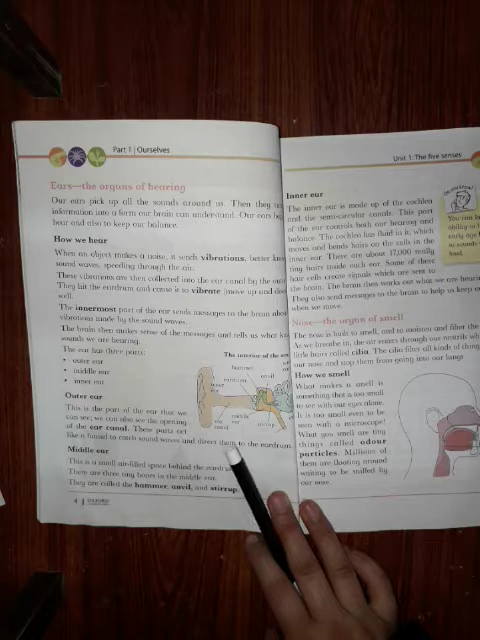 Part 1 | Ourselves
Ears—the organs of hearing
Our ears pick up all the sounds around us. Then they
information into a form our brain can understand. Our ears
hear and also to keep our balance.
How we hear
When an object makes a noise, it sends vibrations, better
sound waves, speeding through the air.
These vibrations are then collected into the ear canal by the
They hit the eardrum and cause it to vibrate (move up and
well.
The innermost part of the ear sends messages to the brain
vibrations made by the sound waves.
The brain then makes sense of the messages and tells us what
sounds we are hearing.
The ear has three parts:
• outer ear
• middle ear
• inner ear
The interior of the ear
hammer
anvil
eardrum
outer
ear
ear
canal
middle
ear
stirrup
Outer ear
This is the part of the ear that we
can see; we can also see the opening
of the ear canal. These parts act
like a funnel to catch sound waves and direct them to the eardrum.
Middle ear
This is a small air-filled space behind the
There are three tiny bones in the middle ear.
They are called the hammer, anvil, and stirrup.
4 OXFORD
Unit 1: The five senses
Inner ear
The inner ear is made up of the cochlea
and the semi-circular canals. This part
of the ear controls both our hearing and
balance. The cochlea has fluid in it, which
moves and bends hairs on the cells in the
inner ear. There are about 17,000 really
tiny hairs inside each ear. Some of these
hair cells create signals which are sent to
the brain. The brain then works out what we are
They also send messages to the brain to help us keep
when we move.
You can
ability
early age
to sounds
loud.
Nose—the organ of smell
The nose is built to smell, and to moisten and filter the
As we breathe in, the air enters through our nostrils
little hairs called cilia. The cilia filter all kinds of
our nose and stop them from going into our lungs
How we smell
What makes a smell is
something that is too small
to see with our eyes alone.
It is too small even to be
seen with a microscope!
What you smell are tiny
things called odour
particles. Millions of
them are floating around
waiting to be sniffed by
our nose.